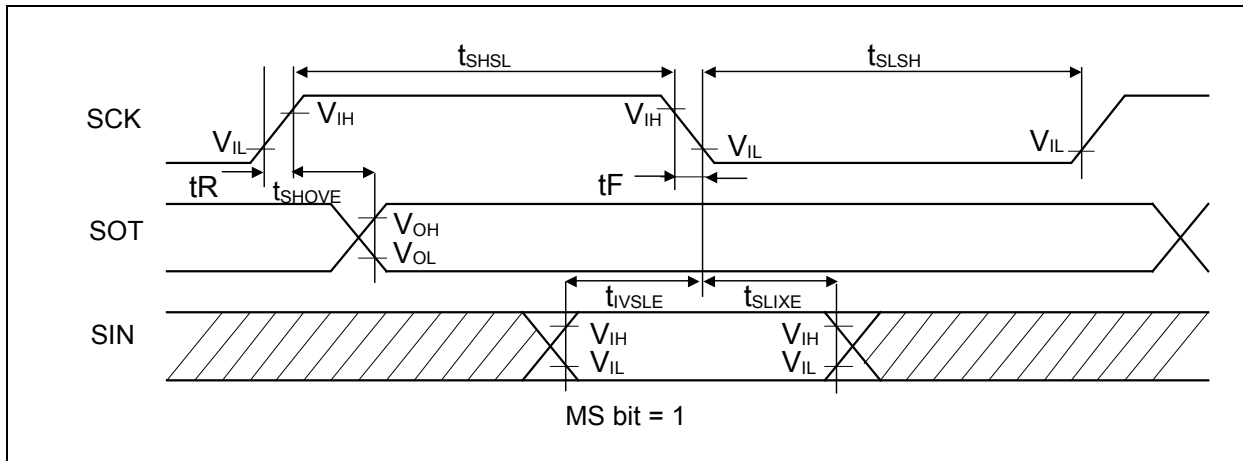 tSHSL
tSLSH
SCK
VIH
VIH
VIL
VIL
VIL
tR
tSHOVE
tF
SOT
VOH
VOL
tIVSLE
tSLIXE
SIN
VIH
VIH
VIL
VIL
MS bit = 1